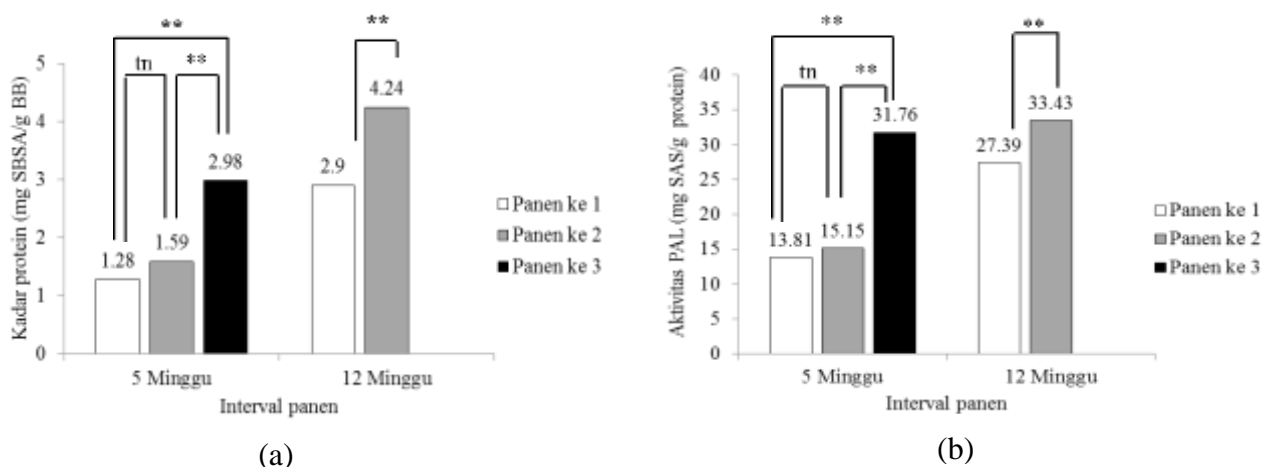 **
**
tn
**
Kadar protein (mg SBSA/g BB)
5
4
3
2
1
0
1.28
1.59
2.98
2.9
4.24
5 Minggu
12 Minggu
Interval panen
Panen ke 1
Panen ke 2
Panen ke 3
(a)
**
**
tn
**
Aktivitas PAL (mg SAS/g protein)
40
35
30
25
20
15
10
5
0
13.81
15.15
31.76
27.39
33.43
5 Minggu
12 Minggu
Interval panen
Panen ke 1
Panen ke 2
Panen ke 3
(b)